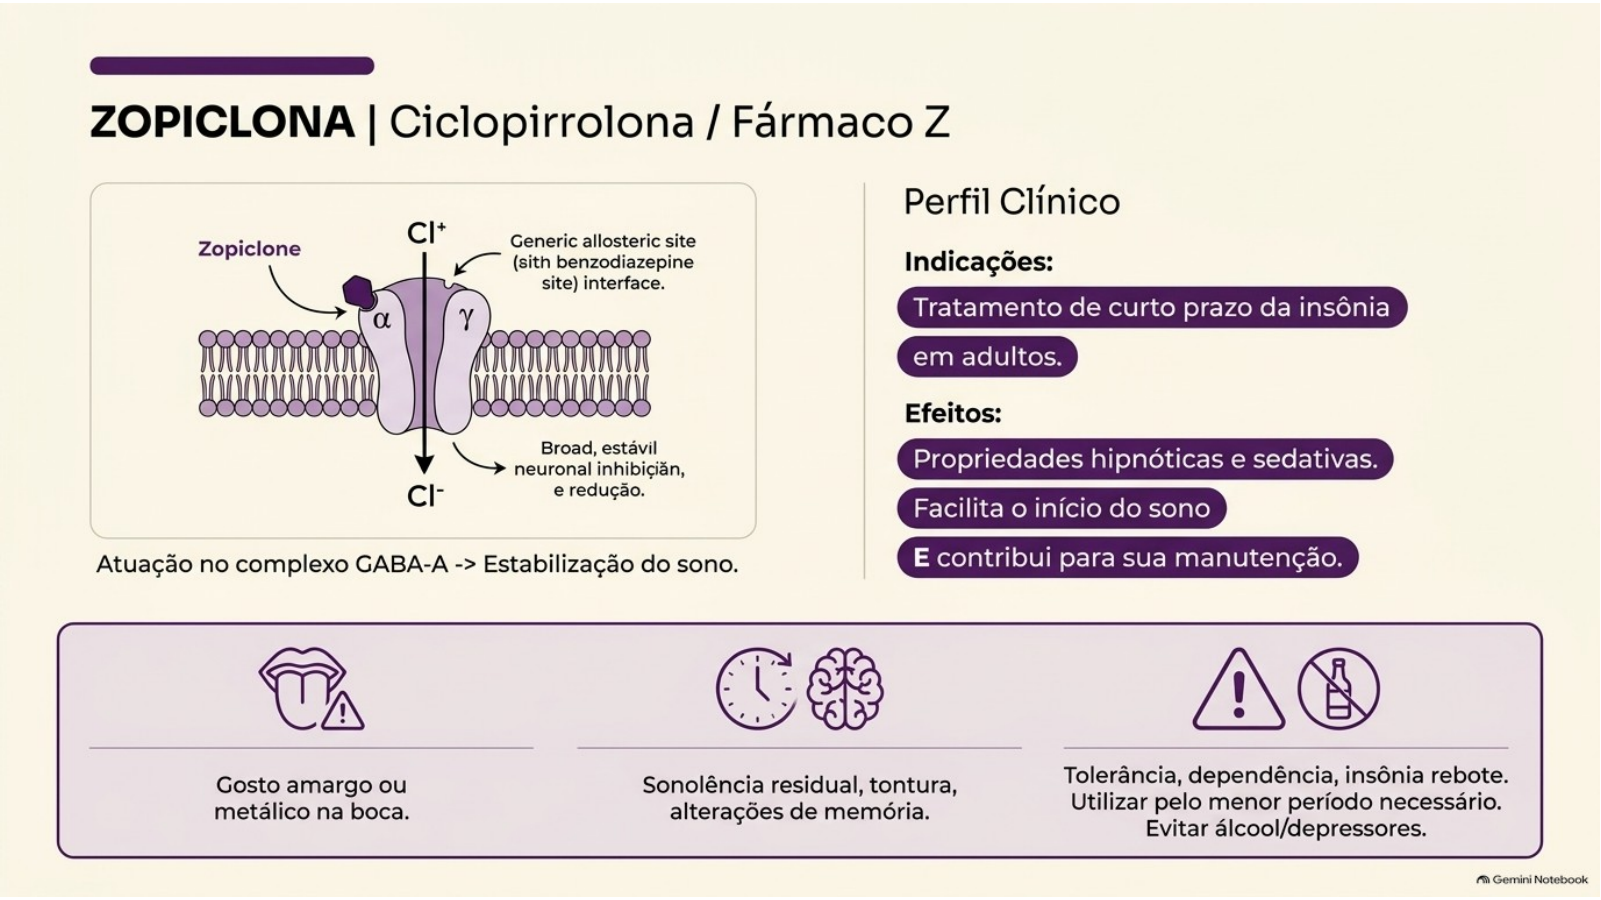 ZOPICLONA | Ciclopirrolona / Fármaco Z
Zopiclone
Cl⁺
Generic allosteric site
(sith benzodiazepine
site) interface.
α
γ
Broad, estávil
neuronal inhibiçiăn,
e redução.
Cl⁻
Atuação no complexo GABA-A -> Estabilização do sono.
Perfil Clínico
Indicações:
Tratamento de curto prazo da insônia
em adultos.
Efeitos:
Propriedades hipnóticas e sedativas.
Facilita o início do sono
E contribui para sua manutenção.
Gosto amargo ou
metálico na boca.
Sonolência residual, tontura,
alterações de memória.
Tolerância, dependência, insônia rebote.
Utilizar pelo menor período necessário.
Evitar álcool/depressores.
Gemini Notebook